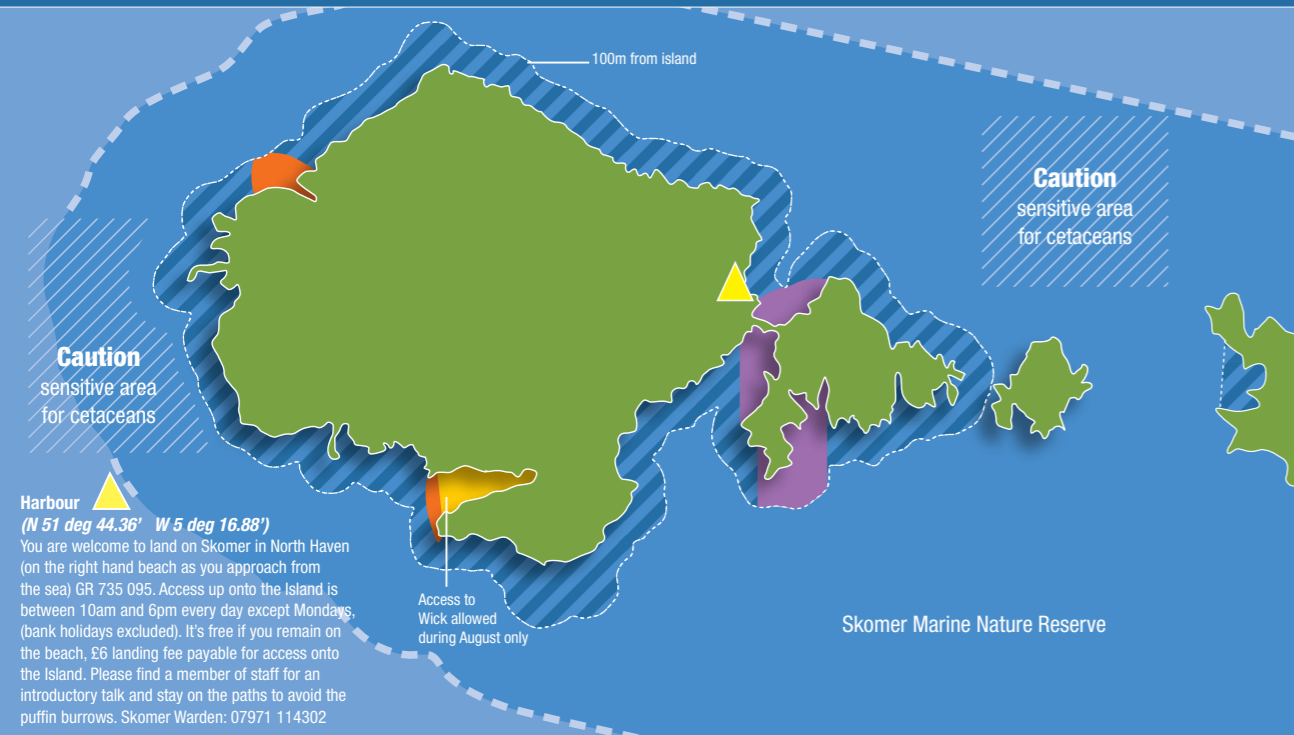 100m from island
Caution
sensitive area
for cetaceans
Caution
sensitive area
for cetaceans
Harbour
(N 51 deg 44.36' W 5 deg 16.88')
You are welcome to land on Skomer in North Haven
(on the right hand beach as you approach from
the sea) GR 735 095. Access up onto the Island is
between 10am and 6pm every day except Mondays,
(bank holidays excluded). It's free if you remain on
the beach, £6 landing fee payable for access onto
the Island. Please find a member of staff for an
introductory talk and stay on the paths to avoid the
puffin burrows. Skomer Warden: 07971 114302
Access to
Wick allowed
during August only
Skomer Marine Nature Reserve